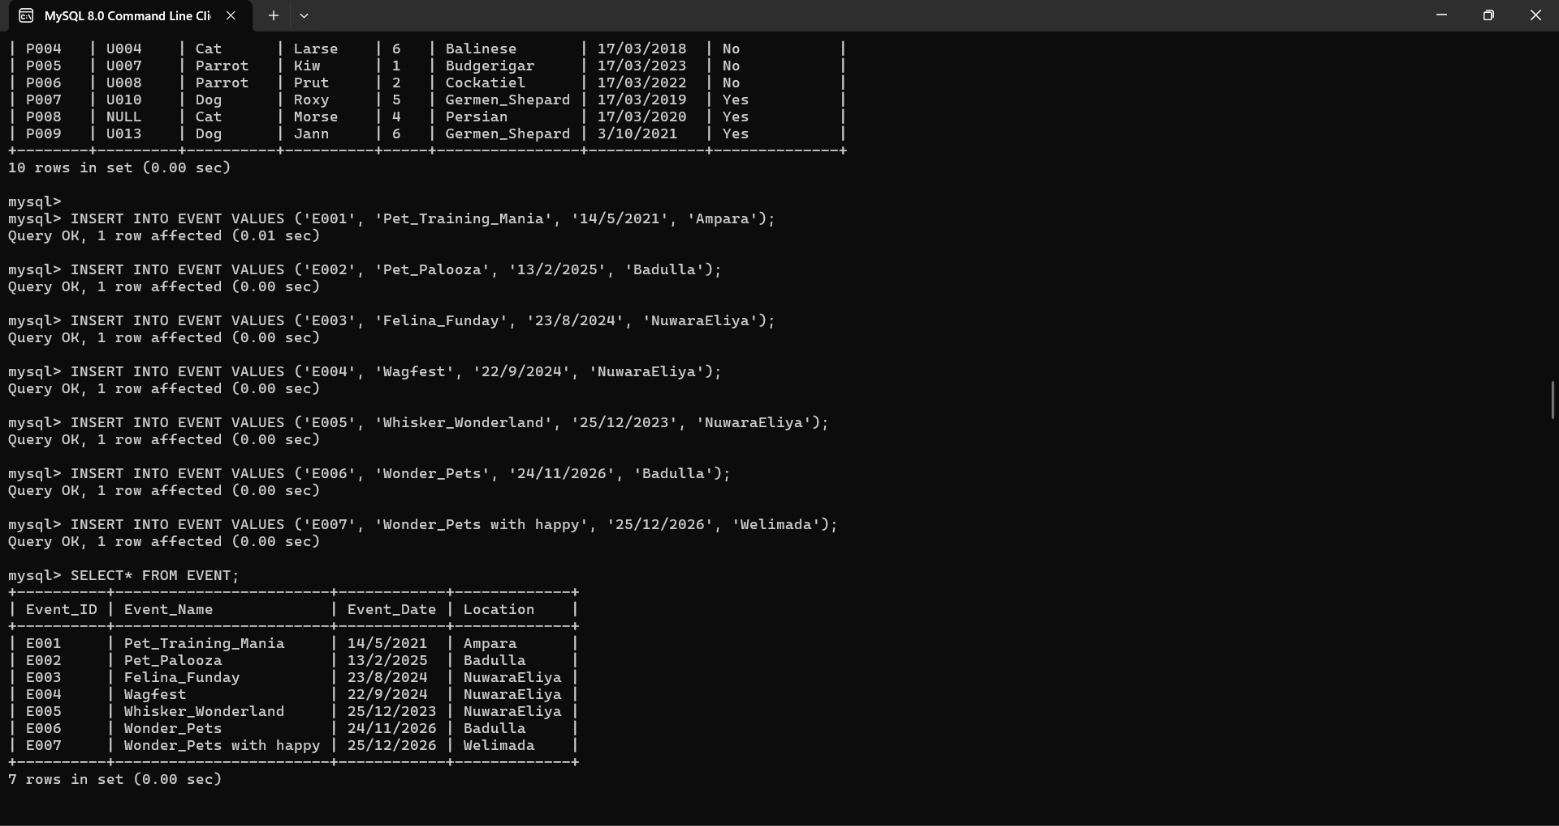 MySQL 8.0 Command Line Cli
| P004   | U004    | Cat      | Larse    | 6   | Balinese       | 17/03/2018  | No           |
| P005   | U007    | Parrot   | Kiw      | 1   | Budgerigar     | 17/03/2023  | No           |
| P006   | U008    | Parrot   | Prut     | 2   | Cockatiel      | 17/03/2022  | No           |
| P007   | U010    | Dog      | Roxy     | 5   | Germen_Shepard | 17/03/2019  | Yes          |
| P008   | NULL    | Cat      | Morse    | 4   | Persian        | 17/03/2020  | Yes          |
| P009   | U013    | Dog      | Jann     | 6   | Germen_Shepard | 3/10/2021   | Yes          |
+--------+---------+----------+----------+-----+----------------+-------------+--------------+
10 rows in set (0.00 sec)
mysql>
mysql> INSERT INTO EVENT VALUES ('E001', 'Pet_Training_Mania', '14/5/2021', 'Ampara');
Query OK, 1 row affected (0.01 sec)
mysql> INSERT INTO EVENT VALUES ('E002', 'Pet_Palooza', '13/2/2025', 'Badulla');
Query OK, 1 row affected (0.00 sec)
mysql> INSERT INTO EVENT VALUES ('E003', 'Felina_Funday', '23/8/2024', 'NuwaraEliya');
Query OK, 1 row affected (0.00 sec)
mysql> INSERT INTO EVENT VALUES ('E004', 'Wagfest', '22/9/2024', 'NuwaraEliya');
Query OK, 1 row affected (0.00 sec)
mysql> INSERT INTO EVENT VALUES ('E005', 'Whisker_Wonderland', '25/12/2023', 'NuwaraEliya');
Query OK, 1 row affected (0.00 sec)
mysql> INSERT INTO EVENT VALUES ('E006', 'Wonder_Pets', '24/11/2026', 'Badulla');
Query OK, 1 row affected (0.00 sec)
mysql> INSERT INTO EVENT VALUES ('E007', 'Wonder_Pets with happy', '25/12/2026', 'Welimada');
Query OK, 1 row affected (0.00 sec)
mysql> SELECT* FROM EVENT;
+----------+------------------------+------------+-------------+
| Event_ID | Event_Name             | Event_Date | Location    |
+----------+------------------------+------------+-------------+
| E001     | Pet_Training_Mania     | 14/5/2021  | Ampara      |
| E002     | Pet_Palooza            | 13/2/2025  | Badulla     |
| E003     | Felina_Funday          | 23/8/2024  | NuwaraEliya |
| E004     | Wagfest                | 22/9/2024  | NuwaraEliya |
| E005     | Whisker_Wonderland     | 25/12/2023 | NuwaraEliya |
| E006     | Wonder_Pets            | 24/11/2026 | Badulla     |
| E007     | Wonder_Pets with happy | 25/12/2026 | Welimada    |
+----------+------------------------+------------+-------------+
7 rows in set (0.00 sec)